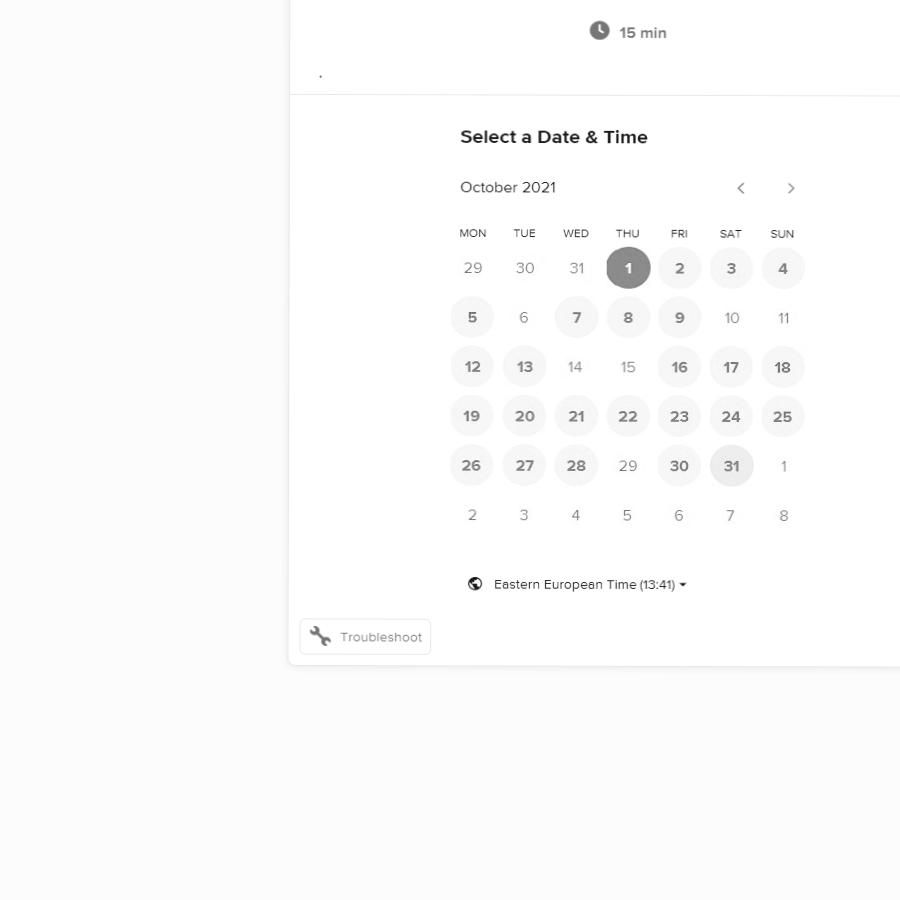 15 min
.
Select a Date & Time
October 2021
MON TUE WED THU FRI SAT SUN
29 30 31 1 2 3 4
5 6 7 8 9 10 11
12 13 14 15 16 17 18
19 20 21 22 23 24 25
26 27 28 29 30 31 1
2 3 4 5 6 7 8
Eastern European Time (13:41)
Troubleshoot